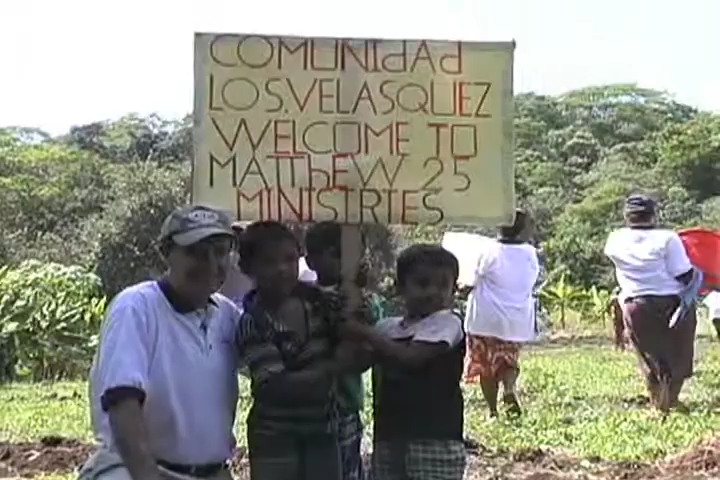 COMUNIdAd
LOS.VELASQUEZ
WELCOME TO
MATThEW 25
MINISTRIES